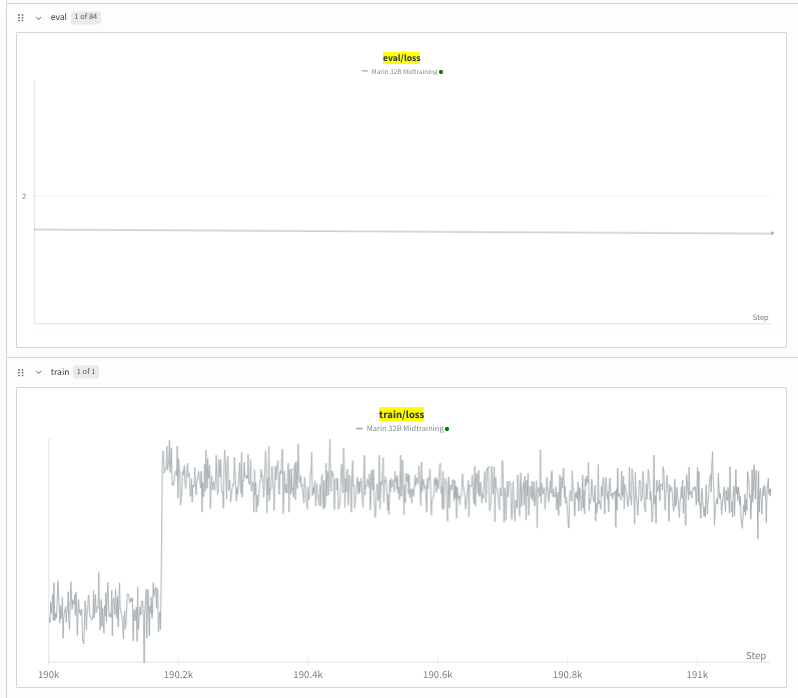 eval 1 of 84
eval/loss
Marin 32B Midtraining
2
Step
train 1 of 1
train/loss
Marin 32B Midtraining
Step
190k 190.2k 190.4k 190.6k 190.8k 191k